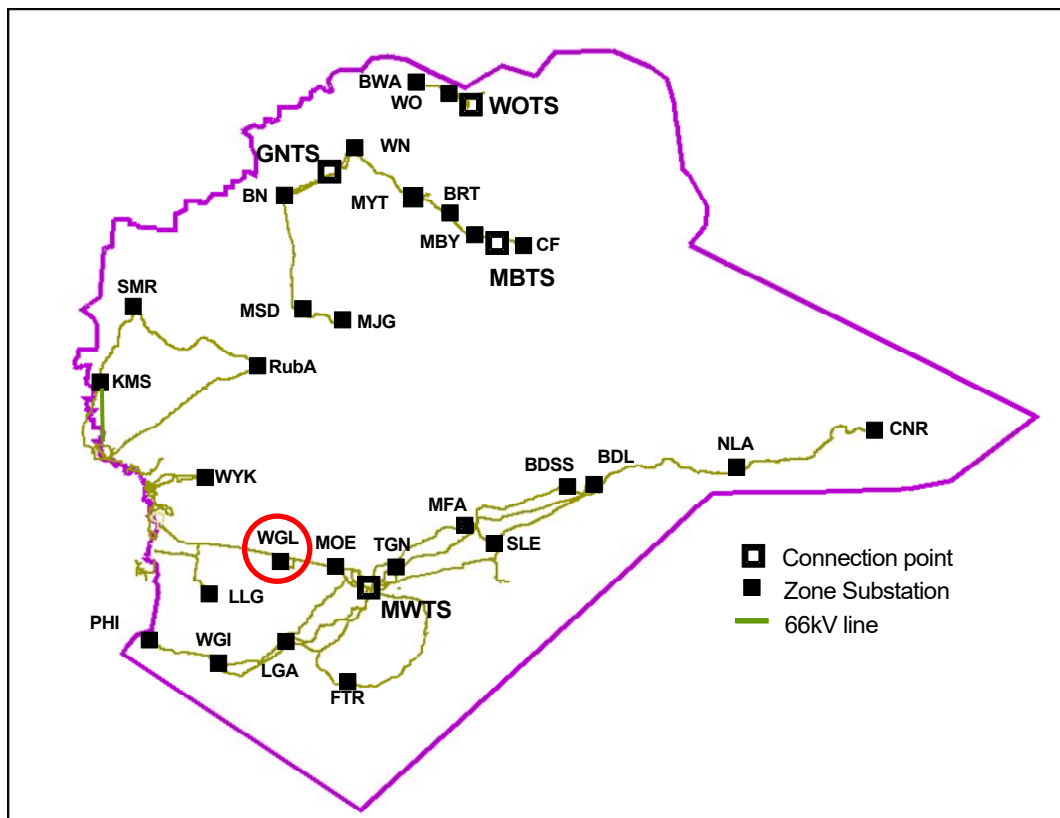 BWA
WO
WOTS
WN
GNTS
BN
MYT
BRT
MBY
CF
MBTS
SMR
MSD
MJG
RubA
KMS
CNR
NLA
BDL
BDSS
WYK
MFA
WGL
MOE
TGN
SLE
LLG
MWTS
PHI
WGI
LGA
FTR
Connection point
Zone Substation
66kV line